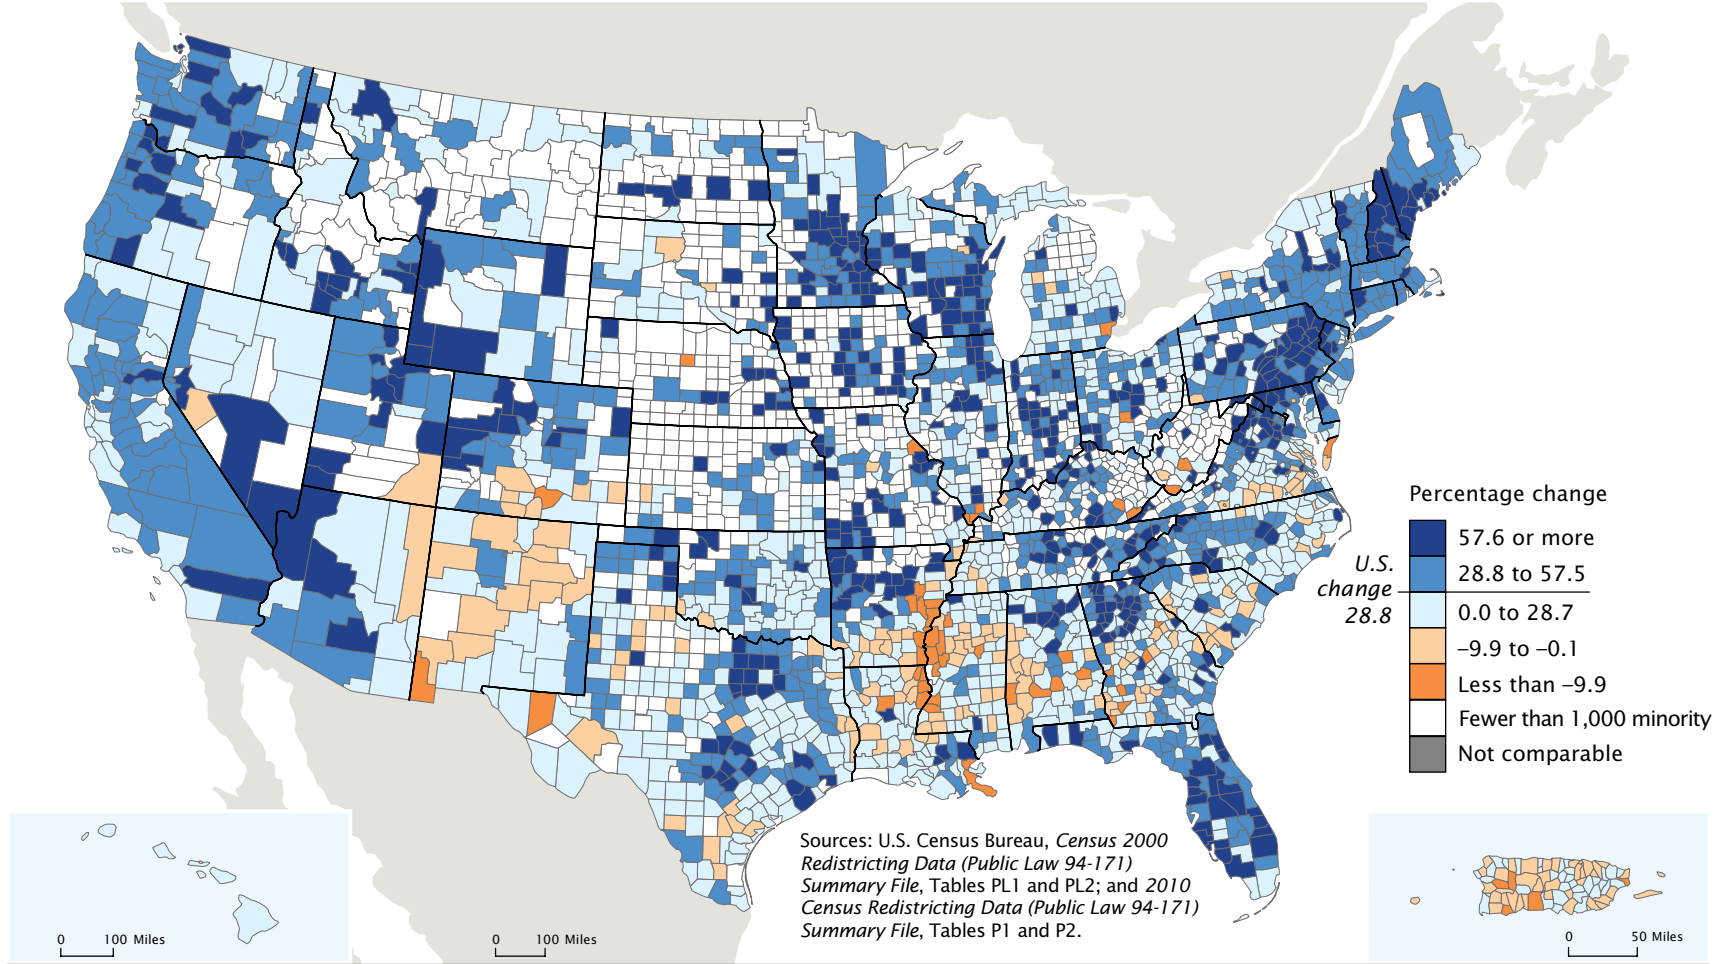 Percentage change
57.6 or more
28.8 to 57.5
U.S.
change
28.8
0.0 to 28.7
–9.9 to –0.1
Less than –9.9
Fewer than 1,000 minority
Not comparable
Sources: U.S. Census Bureau, Census 2000
Redistricting Data (Public Law 94-171)
Summary File, Tables PL1 and PL2; and 2010
Census Redistricting Data (Public Law 94-171)
Summary File, Tables P1 and P2.
0 100 Miles
0 100 Miles
0 50 Miles